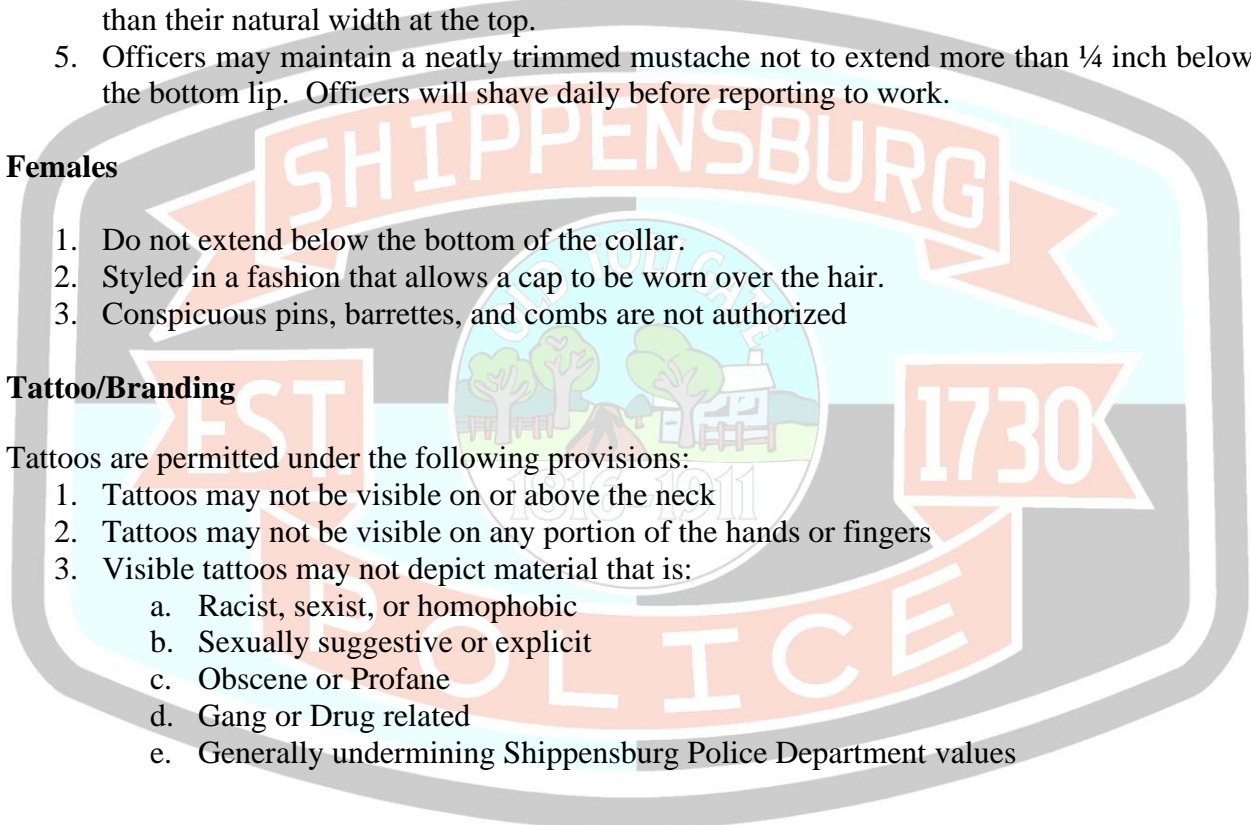 than their natural width at the top.
5. Officers may maintain a neatly trimmed mustache not to extend more than ¼ inch below
the bottom lip. Officers will shave daily before reporting to work.
SHIPPENSBURG
Females
1. Do not extend below the bottom of the collar.
2. Styled in a fashion that allows a cap to be worn over the hair.
3. Conspicuous pins, barrettes, and combs are not authorized
OLD TOLL GATE
EST
1730
Tattoo/Branding
Tattoos are permitted under the following provisions:
1816-1911
1. Tattoos may not be visible on or above the neck
2. Tattoos may not be visible on any portion of the hands or fingers
3. Visible tattoos may not depict material that is:
a. Racist, sexist, or homophobic
b. Sexually suggestive or explicit
c. Obscene or Profane
d. Gang or Drug related
e. Generally undermining Shippensburg Police Department values
POLICE